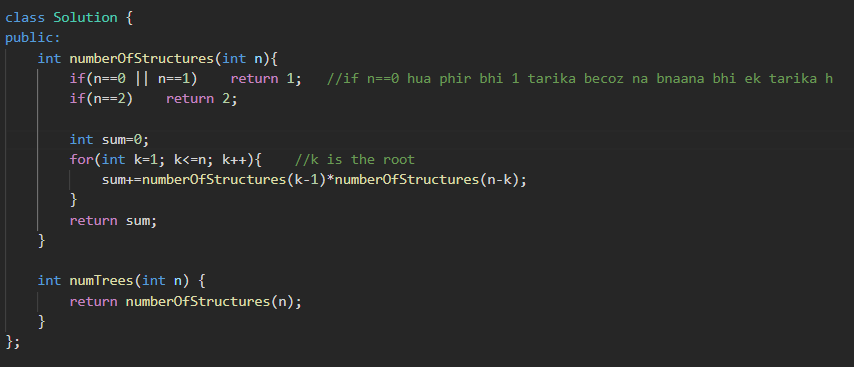 class Solution {
public:
    int numberOfStructures(int n){
        if(n==0 || n==1)    return 1;   //if n==0 hua phir bhi 1 tarika becoz na bnaana bhi ek tarika h
        if(n==2)    return 2;
        int sum=0;
        for(int k=1; k<=n; k++){    //k is the root
            sum+=numberOfStructures(k-1)*numberOfStructures(n-k);
        }
        return sum;
    }
    int numTrees(int n) {
        return numberOfStructures(n);
    }
};